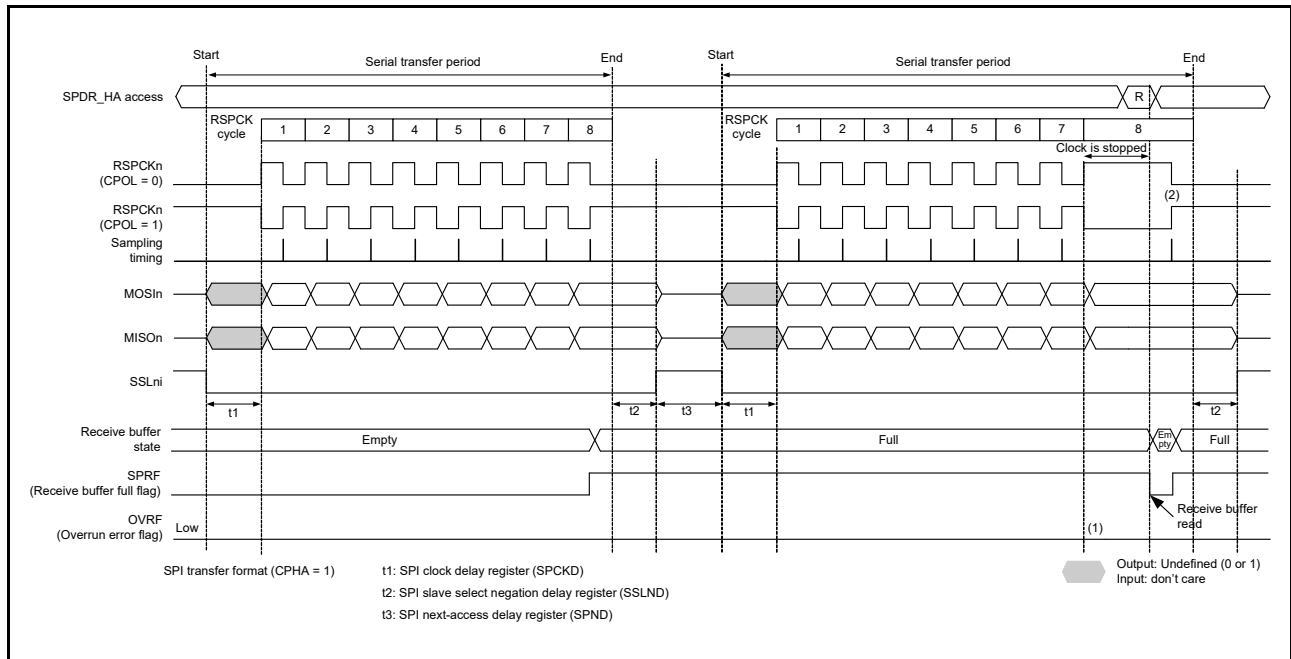 Start
Serial transfer period
End
Start
Serial transfer period
End
SPDR_HA access
R
RSPCK
cycle
1 2 3 4 5 6 7 8
RSPCK
cycle
1 2 3 4 5 6 7 8
Clock is stopped
RSPCKn
(CPOL = 0)
(2)
RSPCKn
(CPOL = 1)
Sampling
timing
MOSIn
MISOn
SSLni
t1
t2
t3
t1
t2
Receive buffer
state
Empty
Full
Em
pty
Full
SPRF
(Receive buffer full flag)
Receive buffer
read
OVRF
(Overrun error flag)
Low
(1)
SPI transfer format (CPHA = 1)
t1: SPI clock delay register (SPCKD)
t2: SPI slave select negation delay register (SSLND)
t3: SPI next-access delay register (SPND)
Output: Undefined (0 or 1)
Input: don't care